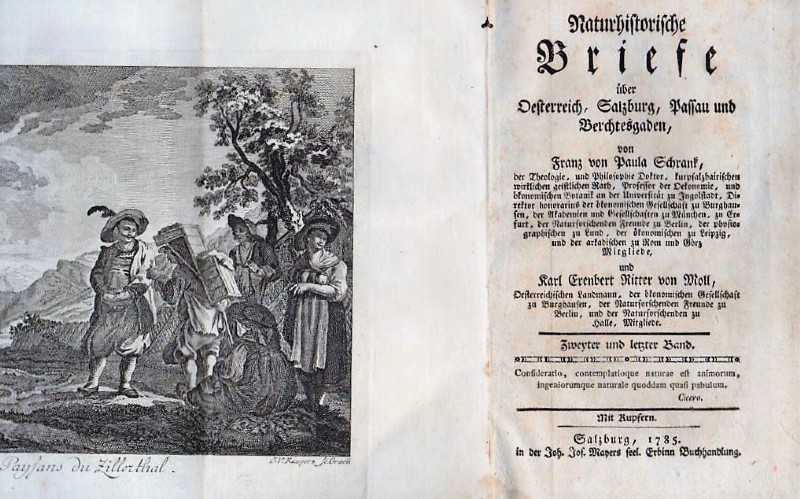 Paysans du Zillerthal.
Naturhistorische
Briefe
über
Oesterreich, Salzburg, Passau und
Berchtesgaden,
von
Franz von Paula Schrank,
der Theologie, und Philosophie Doktor, kurpfalzbairischen
wirklichen geistlichen Rath, Professor der Oekonomie, und
ökonomischen Botanik an der Universität zu Ingolstadt, Di-
rektor honorarius der ökonomischen Gesellschaft zu Burghau-
sen, der Akademien und Gesellschaften zu München, zu Er-
furt, der Naturforschenden Freunde zu Berlin, der physio-
graphischen zu Lund, der ökonomischen zu Leipzig,
und der arkadischen zu Rom und Görz
Mitgliede,
und
Karl Erenbert Ritter von Moll,
Oesterreichischen Landmann, der ökonomischen Gesellschaft
zu Burghausen, der Naturforschenden Freunde zu
Berlin, und der Naturforschenden zu
Halle, Mitgliede.
Zweyter und letzter Band.
Consideratio, contemplatioque naturae est animorum,
ingeniorumque naturale quoddam quasi pabulum.
Cicero.
Mit Kupfern.
Salzburg, 1785.
in der Joh. Jos. Mayers seel. Erbinn Buchhandlung.